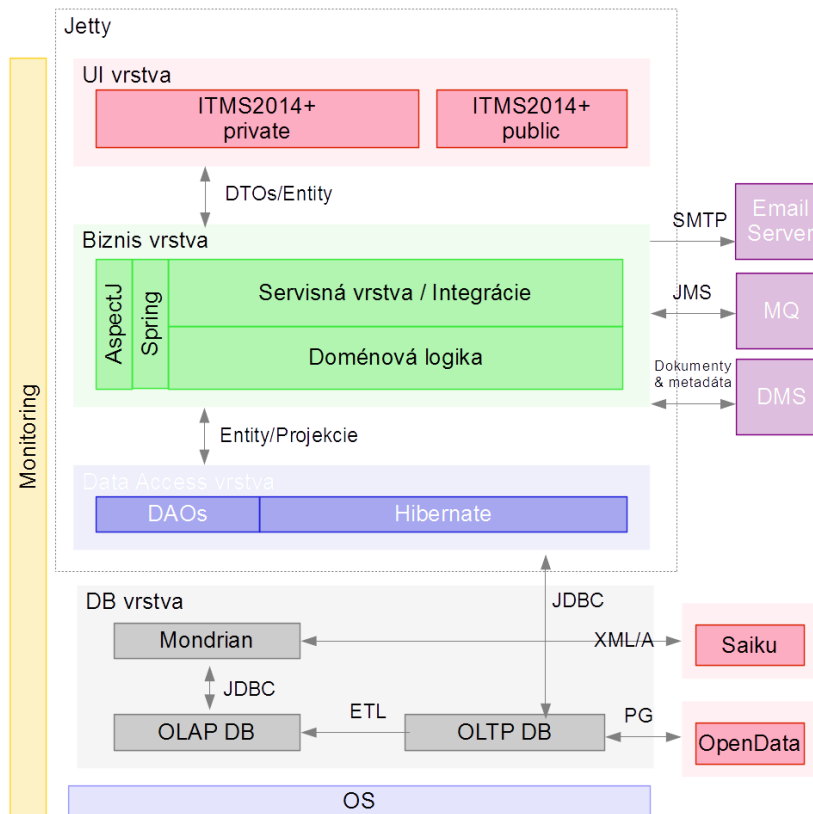 Jetty
UI vrstva
ITMS2014+
private
ITMS2014+
public
DTOs/Entity
Biznis vrstva
AspectJ
Spring
Servisná vrstva / Integrácie
Doménová logika
SMTP
Email
Server
JMS
MQ
Dokumenty
& metadáta
DMS
Entity/Projekcie
Monitoring
Data Access vrstva
DAOs
Hibernate
JDBC
DB vrstva
Mondrian
XML/A
Saiku
JDBC
ETL
OLAP DB
OLTP DB
PG
OpenData
OS